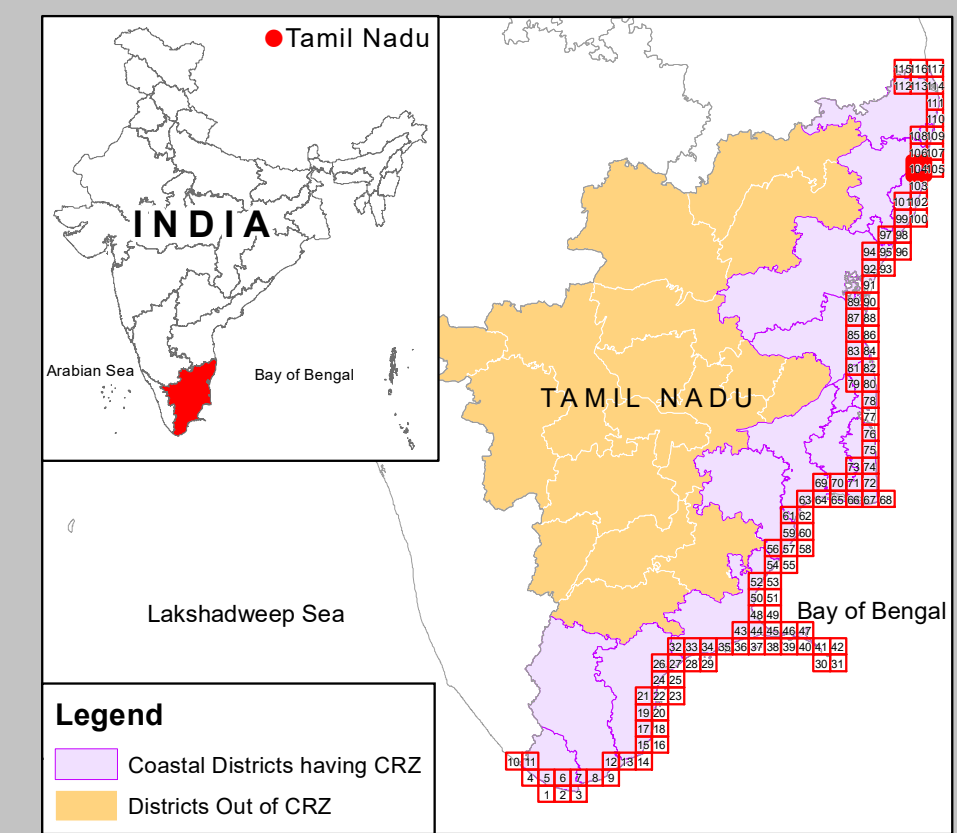 Tamil Nadu
INDIA
Arabian Sea
Bay of Bengal
TAMIL NADU
115 116 117
112 113 114
111
110
108 109
106 107
104 105
103
101 102
99 100
97 98
94 95 96
92 93
91
89 90
87 88
85 86
83 84
81 82
79 80
78
77
76
75
73 74
69 70 71 72
63 64 65 66 67 68
61 62
59 60
56 57 58
54 55
52 53
50 51
48 49
Lakshadweep Sea
Bay of Bengal
43 44 45 46 47
32 33 34 35 36 37 38 39 40 41 42
26 27 28 29 30 31
24 25
21 22 23
19 20
17 18
15 16
10 11 12 13 14
4 5 6 7 8 9
1 2 3
Legend
Coastal Districts having CRZ
Districts Out of CRZ